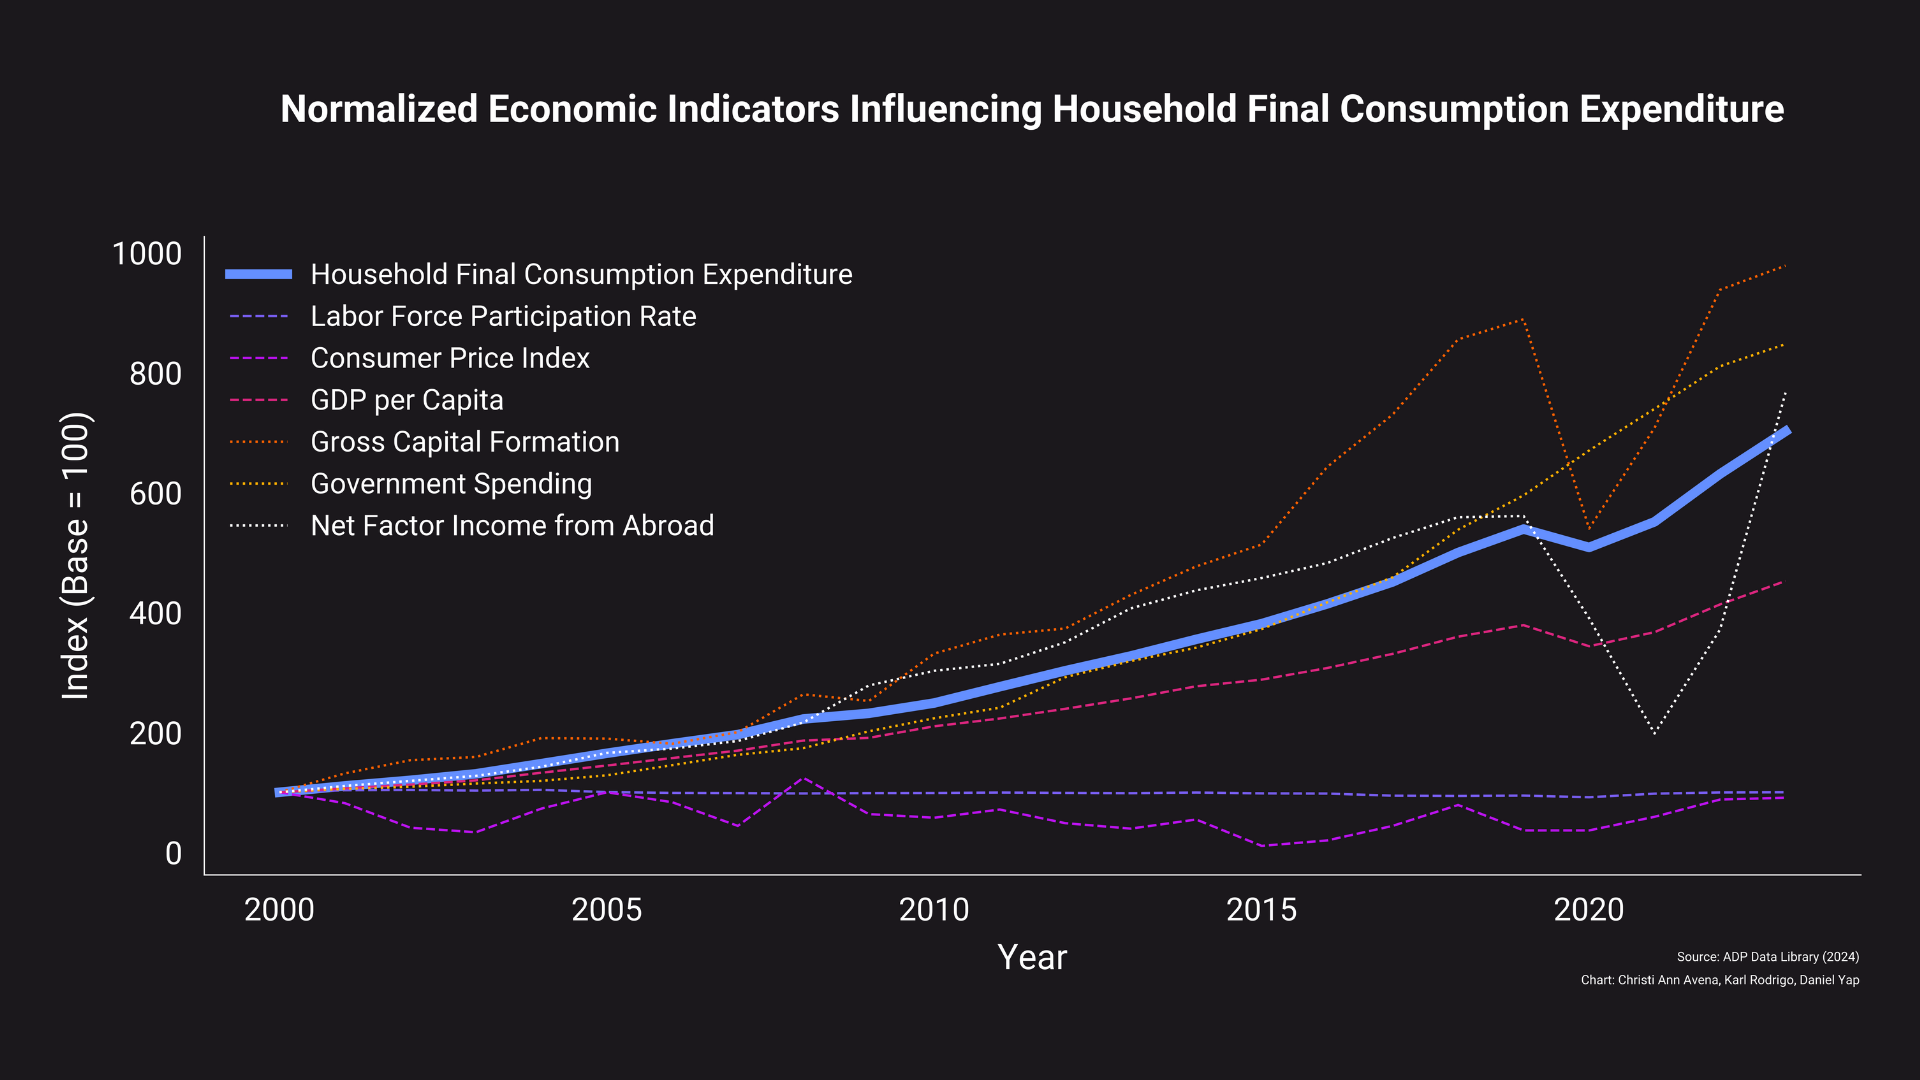 Normalized Economic Indicators Influencing Household Final Consumption Expenditure
1000
800
600
400
200
0
Index (Base = 100)
Household Final Consumption Expenditure
Labor Force Participation Rate
Consumer Price Index
GDP per Capita
Gross Capital Formation
Government Spending
Net Factor Income from Abroad
2000 2005 2010 2015 2020
Year
Source: ADP Data Library (2024)
Chart: Christi Ann Avena, Karl Rodrigo, Daniel Yap